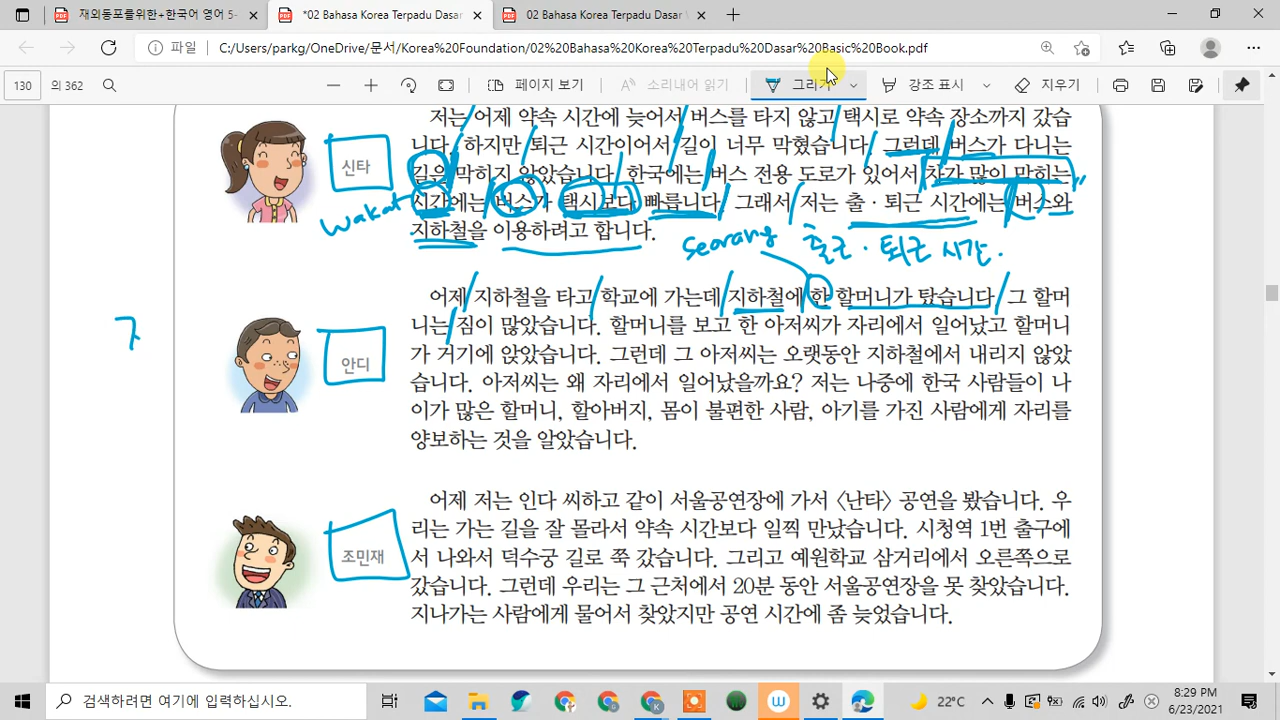 재외동포를위한+한국어 영어 5-
*02 Bahasa Korea Terpadu Dasar
02 Bahasa Korea Terpadu Dasar
파일
C:/Users/parkg/OneDrive/문서/Korea%20Foundation/02%20Bahasa%20Korea%20Terpadu%20Dasar%20Basic%20Book.pdf
130 의 362
페이지 보기
소리내어 읽기
그리기
강조 표시
지우기
저는 어제 약속 시간에 늦어서 버스를 타지 않고 택시로 약속 장소까지 갔습
니다. 하지만 퇴근 시간이어서 길이 너무 막혔습니다. 그런데 버스가 다니는
신타
길은 막히지 않았습니다. 한국에는 버스 전용 도로가 있어서 차가 많이 막히는
시간에는 버스가 택시보다 빠릅니다. 그래서 저는 출·퇴근 시간에는 버스와
wakat
지하철을 이용하려고 합니다.
seorang
출근·퇴근 시간.
어제 지하철을 타고 학교에 가는데 지하철에 한 할머니가 탔습니다. 그 할머
니는 짐이 많았습니다. 할머니를 보고 한 아저씨가 자리에서 일어났고 할머니
안디
가 거기에 앉았습니다. 그런데 그 아저씨는 오랫동안 지하철에서 내리지 않았
습니다. 아저씨는 왜 자리에서 일어났을까요? 저는 나중에 한국 사람들이 나
이가 많은 할머니, 할아버지, 몸이 불편한 사람, 아기를 가진 사람에게 자리를
양보하는 것을 알았습니다.
어제 저는 인다 씨하고 같이 서울공연장에 가서 〈난타〉 공연을 봤습니다. 우
리는 가는 길을 잘 몰라서 약속 시간보다 일찍 만났습니다. 시청역 1번 출구에
조민재
서 나와서 덕수궁 길로 쭉 갔습니다. 그리고 예원학교 삼거리에서 오른쪽으로
갔습니다. 그런데 우리는 그 근처에서 20분 동안 서울공연장을 못 찾았습니다.
지나가는 사람에게 물어서 찾았지만 공연 시간에 좀 늦었습니다.
검색하려면 여기에 입력하십시오.
22°C
8:29 PM
6/23/2021